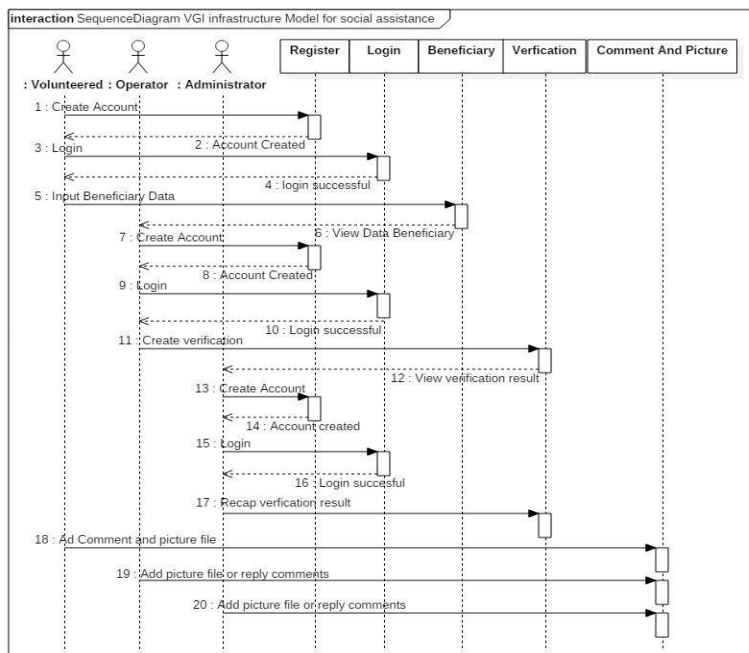 interaction SequenceDiagram VGI infrastructure Model for social assistance
Register
Login
Beneficiary
Verfication
Comment And Picture
: Volunteered
: Operator
: Administrator
1 : Create Account
2 : Account Created
3 : Login
4 : login successful
5 : Input Beneficiary Data
6 : View Data Beneficiary
7 : Create Account
8 : Account Created
9 : Login
10 : Login successful
11 : Create verification
12 : View verification result
13 : Create Account
14 : Account created
15 : Login
16 : Login succesful
17 : Recap verfication result
18 : Ad Comment and picture file
19 : Add picture file or reply comments
20 : Add picture file or reply comments